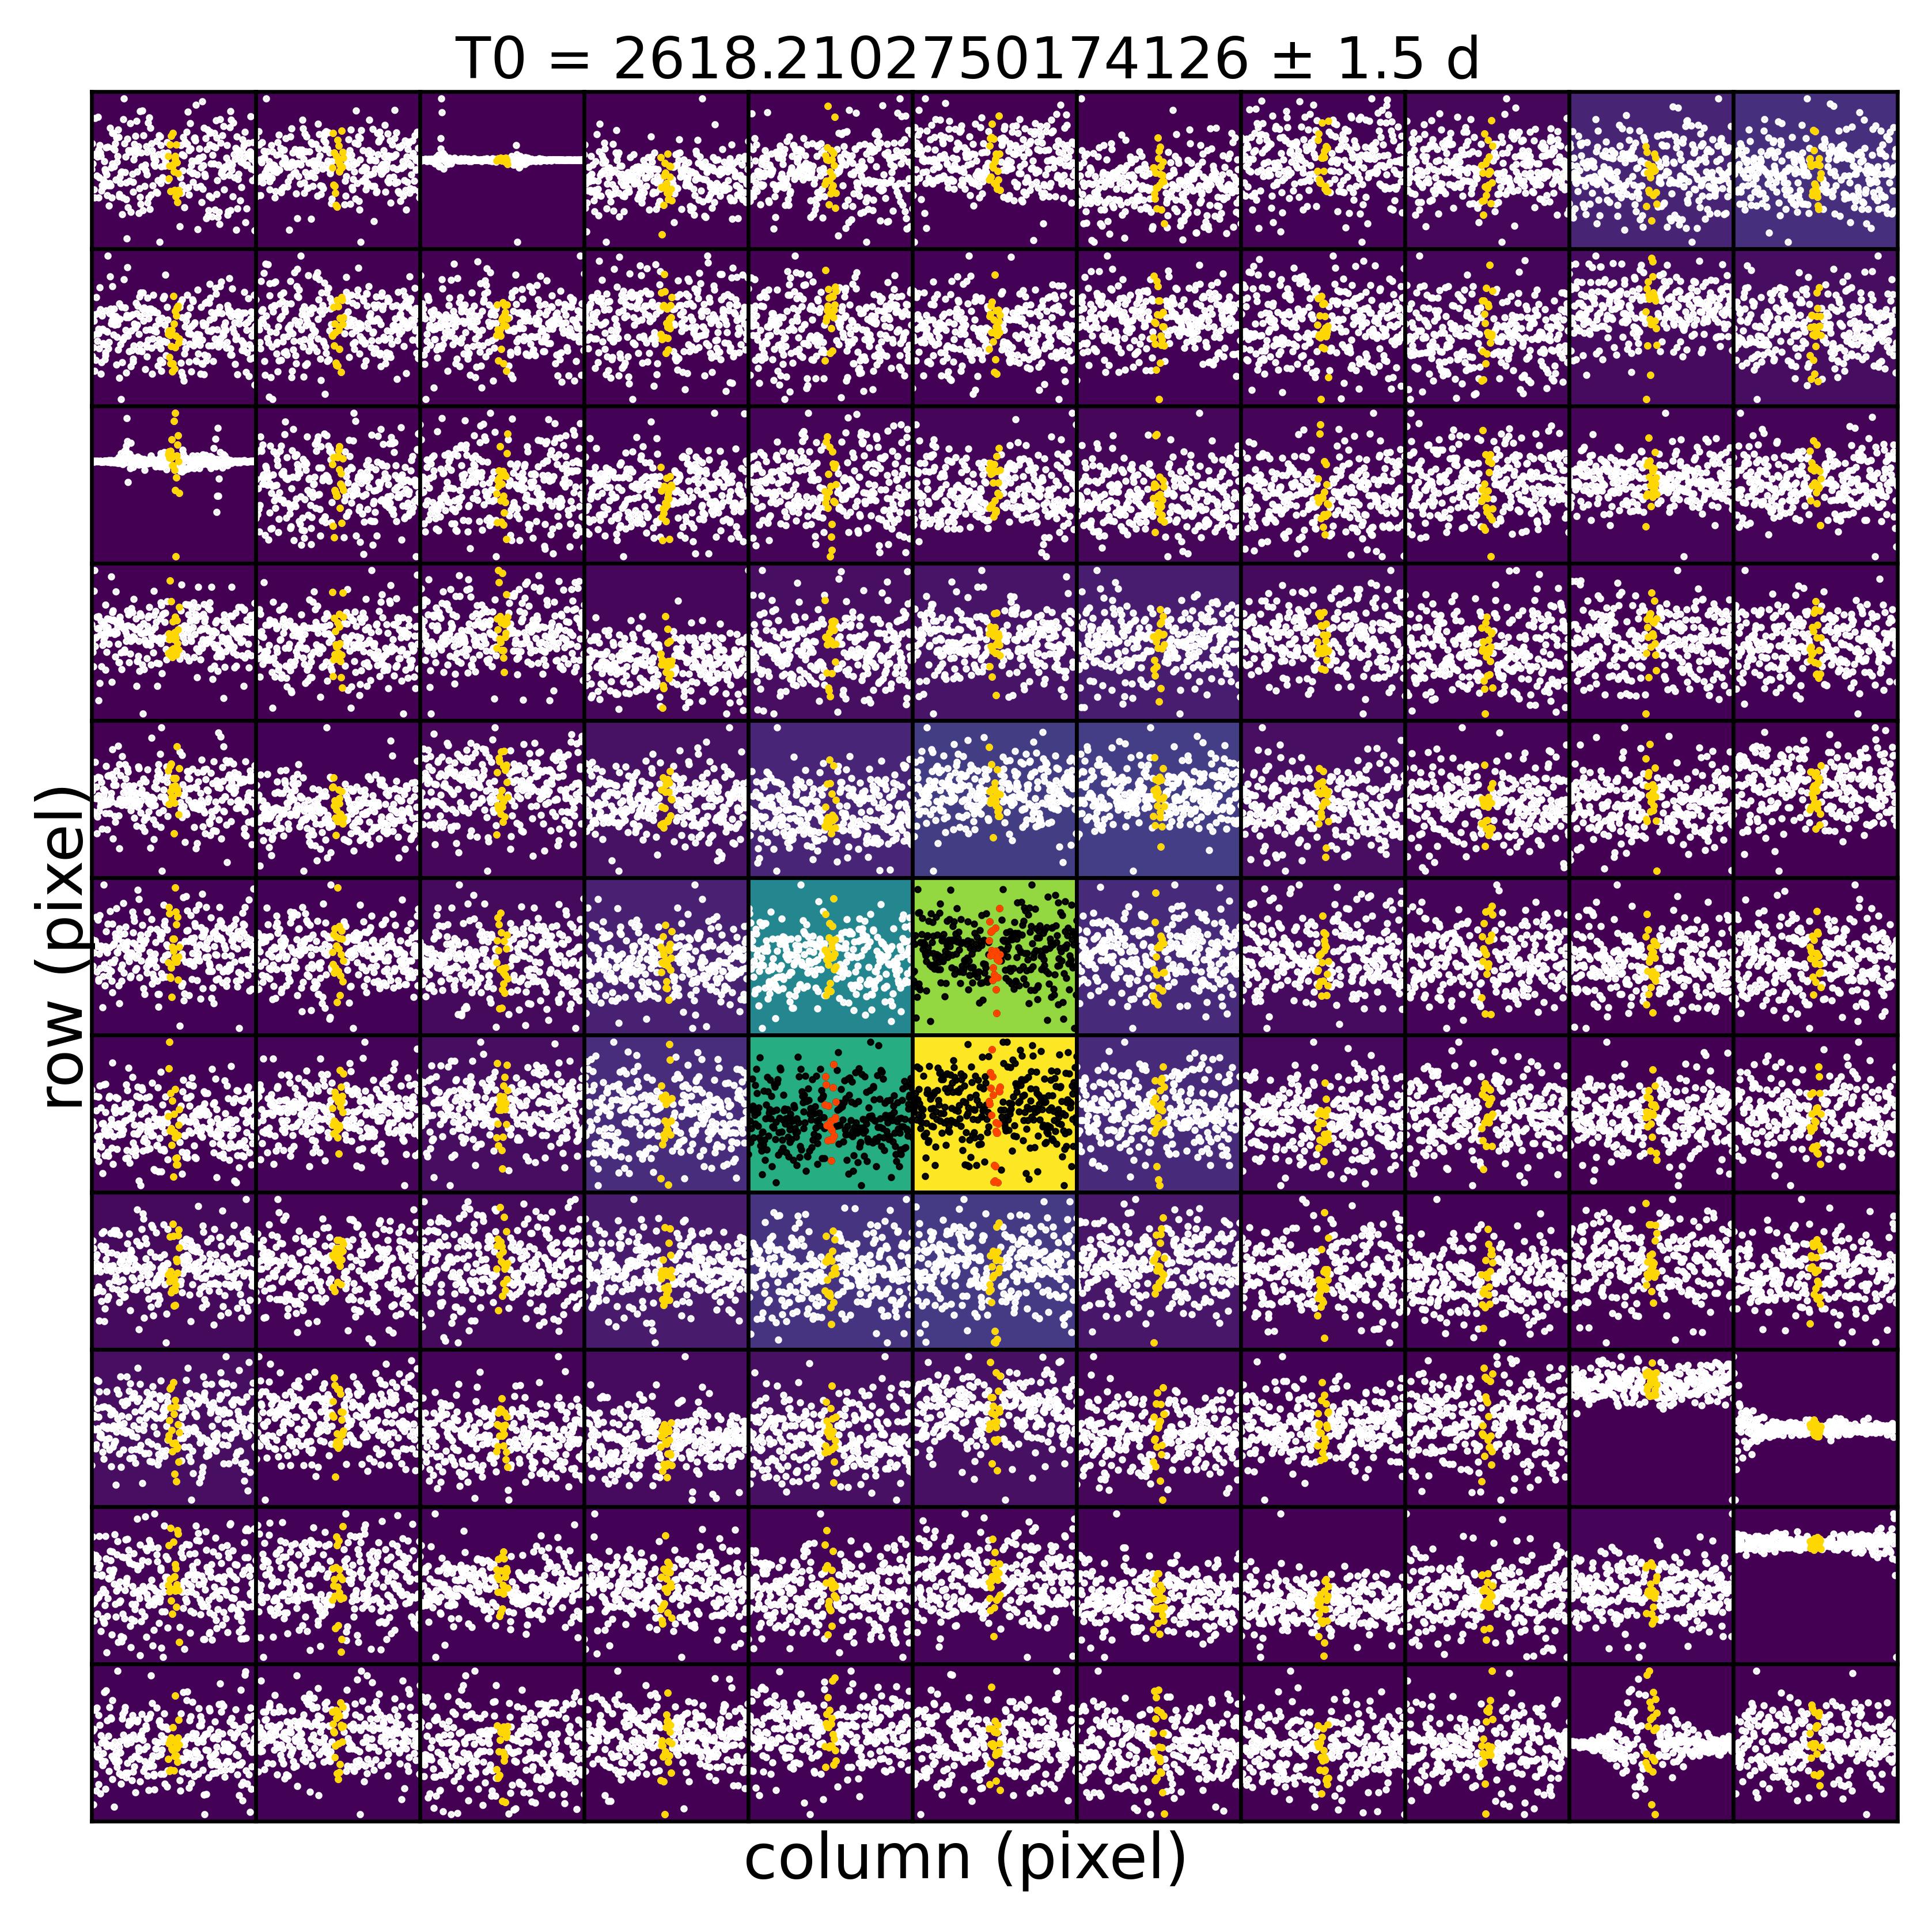 T0 = 2618.2102750174126 ± 1.5 d
row (pixel)
column (pixel)